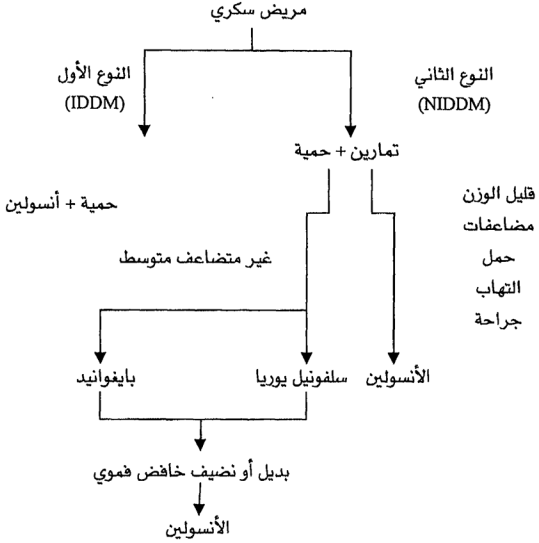 مريض سكري
النوع الأول
(IDDM)
النوع الثاني
(NIDDM)
تمارين + حمية
حمية + أنسولين
قليل الوزن
مضاعفات
حمل
التهاب
جراحة
غير متضاعف متوسط
بايغوانيد
سلفونيل يوريا
الأنسولين
بديل أو نضيف خافض فموي
الأنسولين